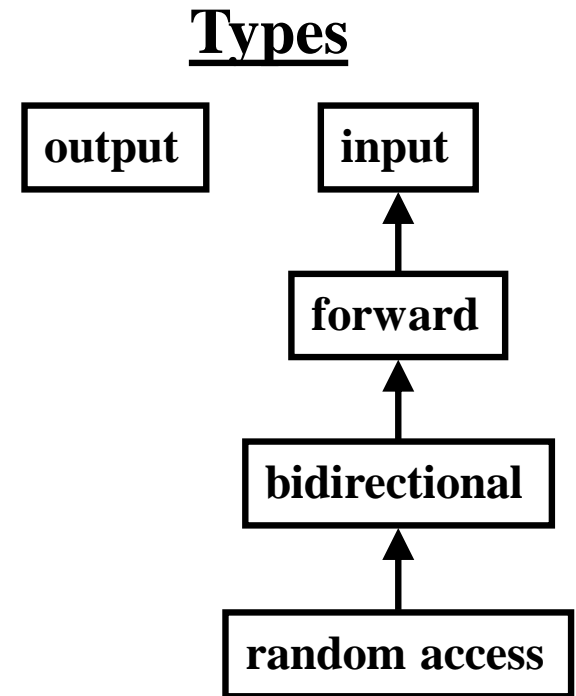 Types
output input
forward
bidirectional
random access